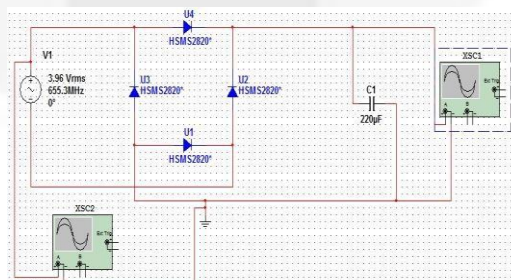 U4
HSMS2820*
V1
3.96 Vrms
655.3MHz
0°
U3
HSMS2820*
U2
HSMS2820*
U1
HSMS2820*
C1
220µF
XSC1
Ext Trig
A
B
XSC2
Ext Trig
A
B